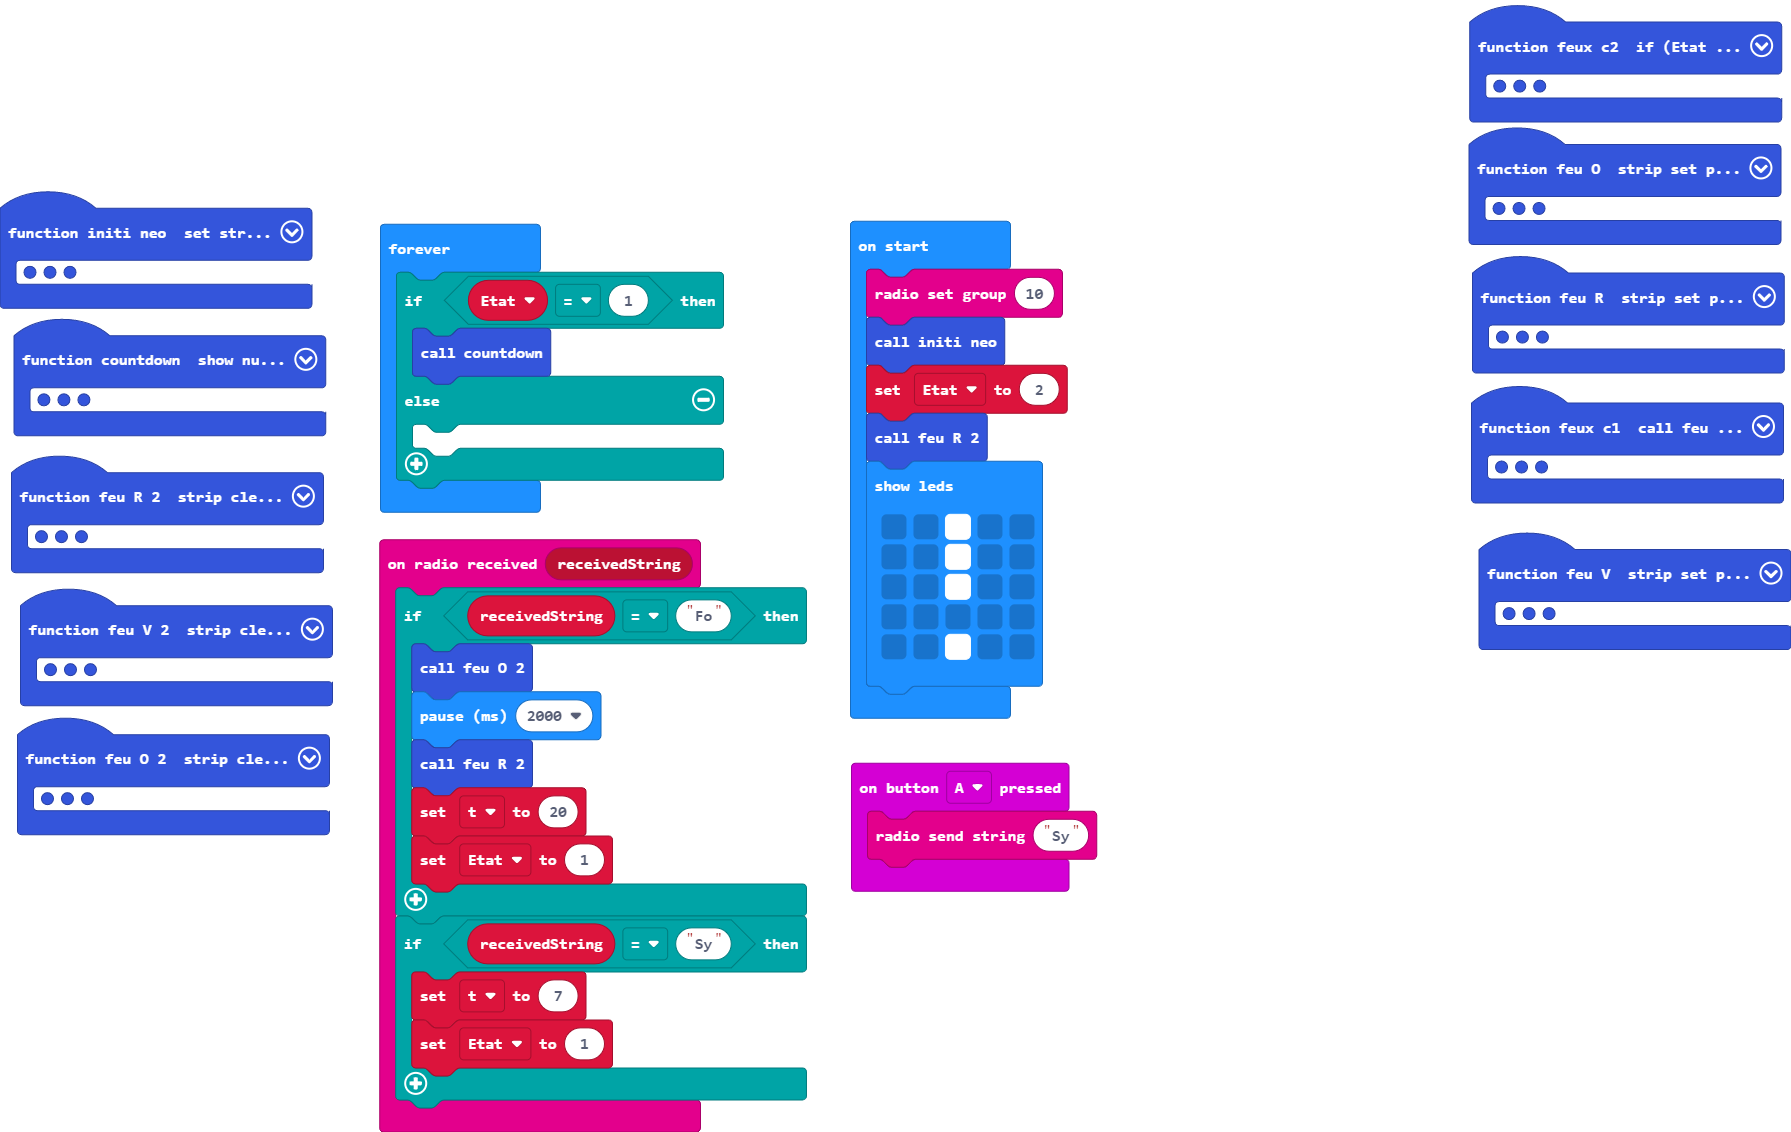 function initi neo set str...
function countdown show nu...
function feu R 2 strip cle...
function feu V 2 strip cle...
function feu O 2 strip cle...
forever
if Etat = 1 then
call countdown
else
on radio received receivedString
if receivedString = "Fo" then
call feu O 2
pause (ms) 2000
call feu R 2
set t to 20
set Etat to 1
if receivedString = "Sy" then
set t to 7
set Etat to 1
on start
radio set group 10
call initi neo
set Etat to 2
call feu R 2
show leds
on button A pressed
radio send string "Sy"
function feux c2 if (Etat ...
function feu O strip set p...
function feu R strip set p...
function feux c1 call feu ...
function feu V strip set p...